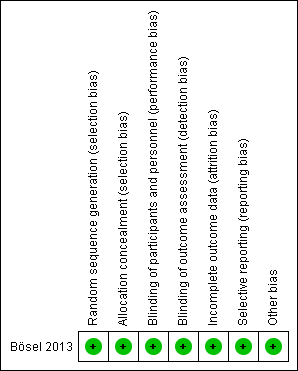 Random sequence generation (selection bias)
Allocation concealment (selection bias)
Blinding of participants and personnel (performance bias)
Blinding of outcome assessment (detection bias)
Incomplete outcome data (attrition bias)
Selective reporting (reporting bias)
Other bias
Bösel 2013 + + + + + + +